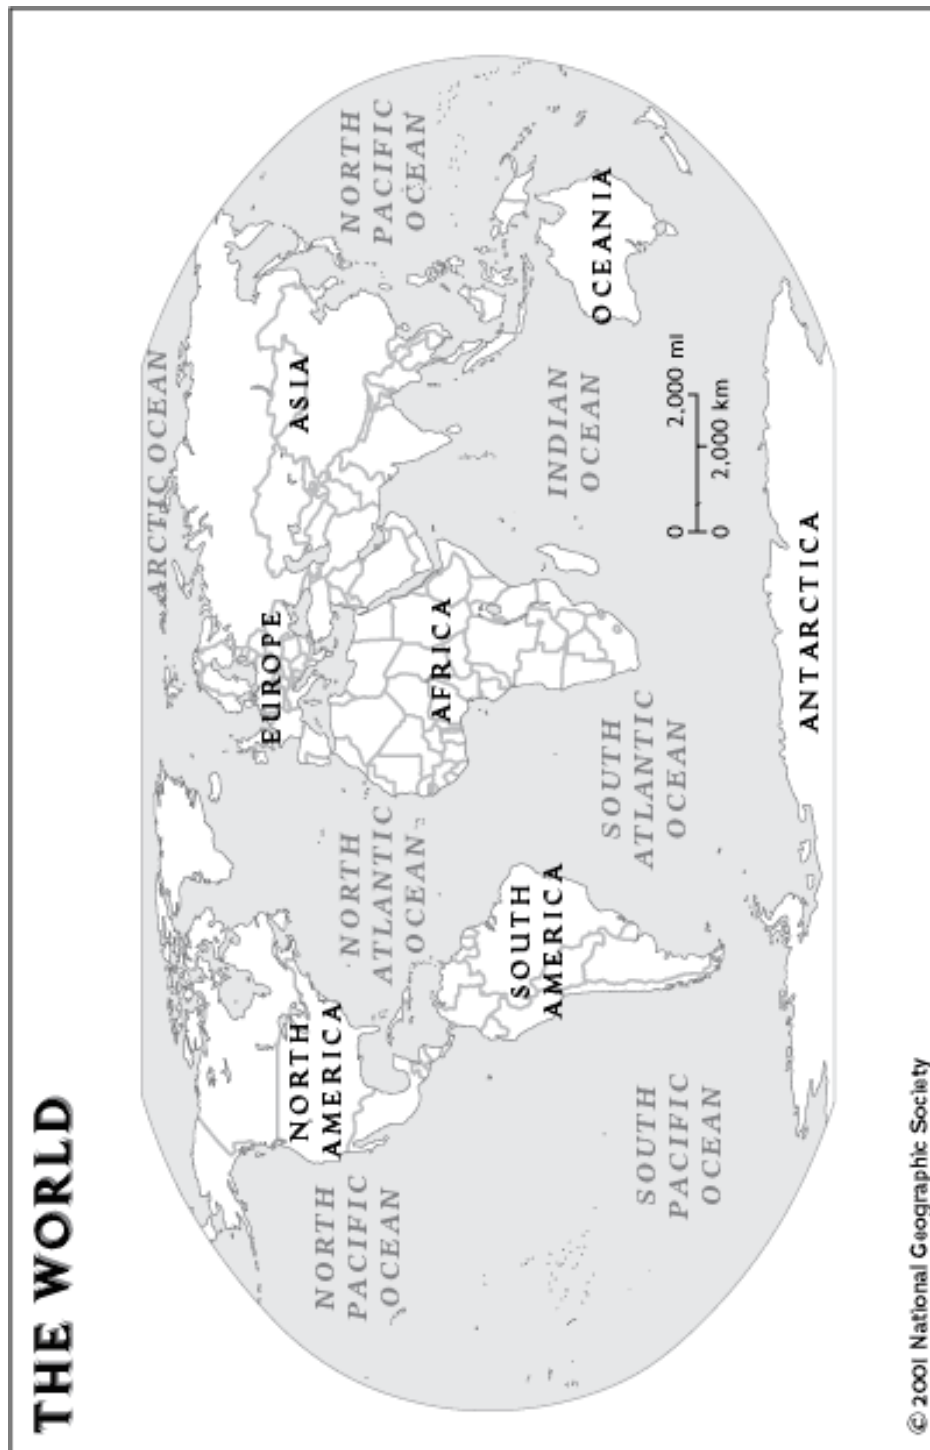 THE WORLD
ARCTIC OCEAN
NORTH
AMERICA
EUROPE
ASIA
NORTH
PACIFIC
OCEAN
NORTH
ATLANTIC
OCEAN
NORTH
PACIFIC
OCEAN
AFRICA
SOUTH
AMERICA
INDIAN
OCEAN
OCEANIA
SOUTH
PACIFIC
OCEAN
SOUTH
ATLANTIC
OCEAN
0 2,000 mi
0 2,000 km
ANTARCTICA
© 2001 National Geographic Society